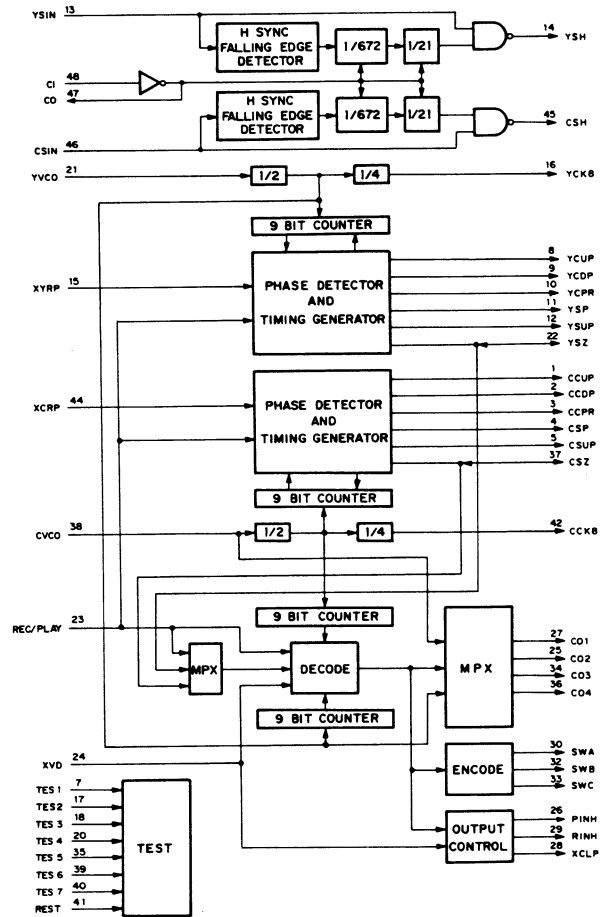 YSIN 13
H SYNC
FALLING EDGE
DETECTOR
1/672
1/21
14 YSH
CI 48
CO 47
H SYNC
FALLING EDGE
DETECTOR
1/672
1/21
45 CSH
CSIN 46
YVCO 21
1/2
1/4
16 YCK8
9 BIT COUNTER
XYRP 15
PHASE DETECTOR
AND
TIMING GENERATOR
8 YCUP
9 YCDP
10 YCPR
11 YSP
12 YSUP
22 YSZ
XCRP 44
PHASE DETECTOR
AND
TIMING GENERATOR
1 CCUP
2 CCDP
3 CCPR
4 CSP
5 CSUP
37 CSZ
9 BIT COUNTER
CVCO 38
1/2
1/4
42 CCK8
REC/PLAY 23
9 BIT COUNTER
MPX
DECODE
9 BIT COUNTER
MPX
27 CO1
25 CO2
34 CO3
36 CO4
XVD 24
ENCODE
30 SWA
32 SWB
33 SWC
OUTPUT
CONTROL
26 PINH
29 RINH
28 XCLP
TES 1 7
TES 2 17
TES 3 18
TES 4 20
TES 5 35
TES 6 39
TES 7 40
REST 41
TEST